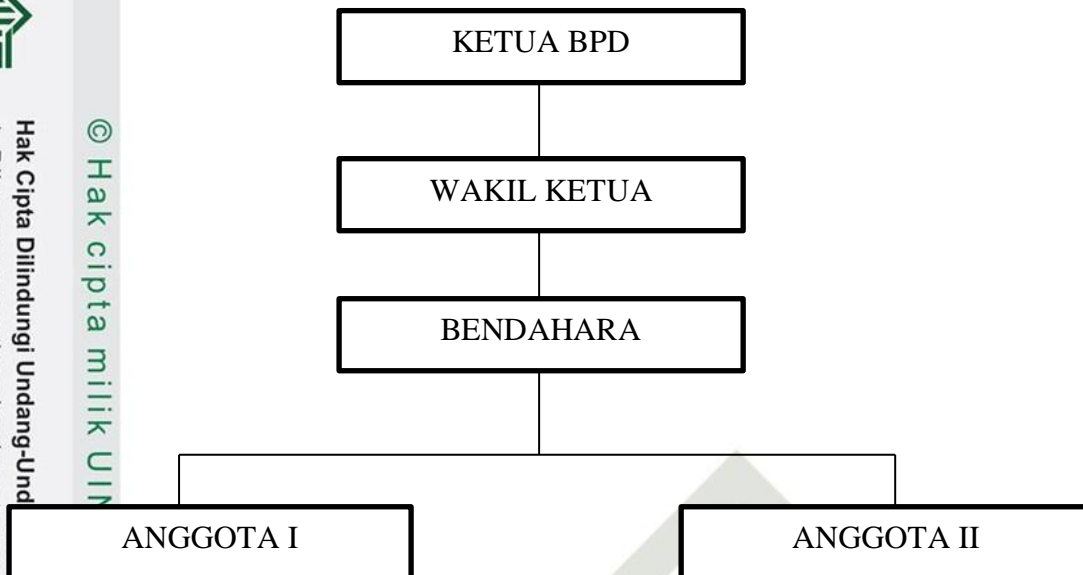 KETUA BPD
WAKIL KETUA
BENDAHARA
ANGGOTA I
ANGGOTA II
© Hak cipta milik UIN
Hak Cipta Dilindungi Undang-Und